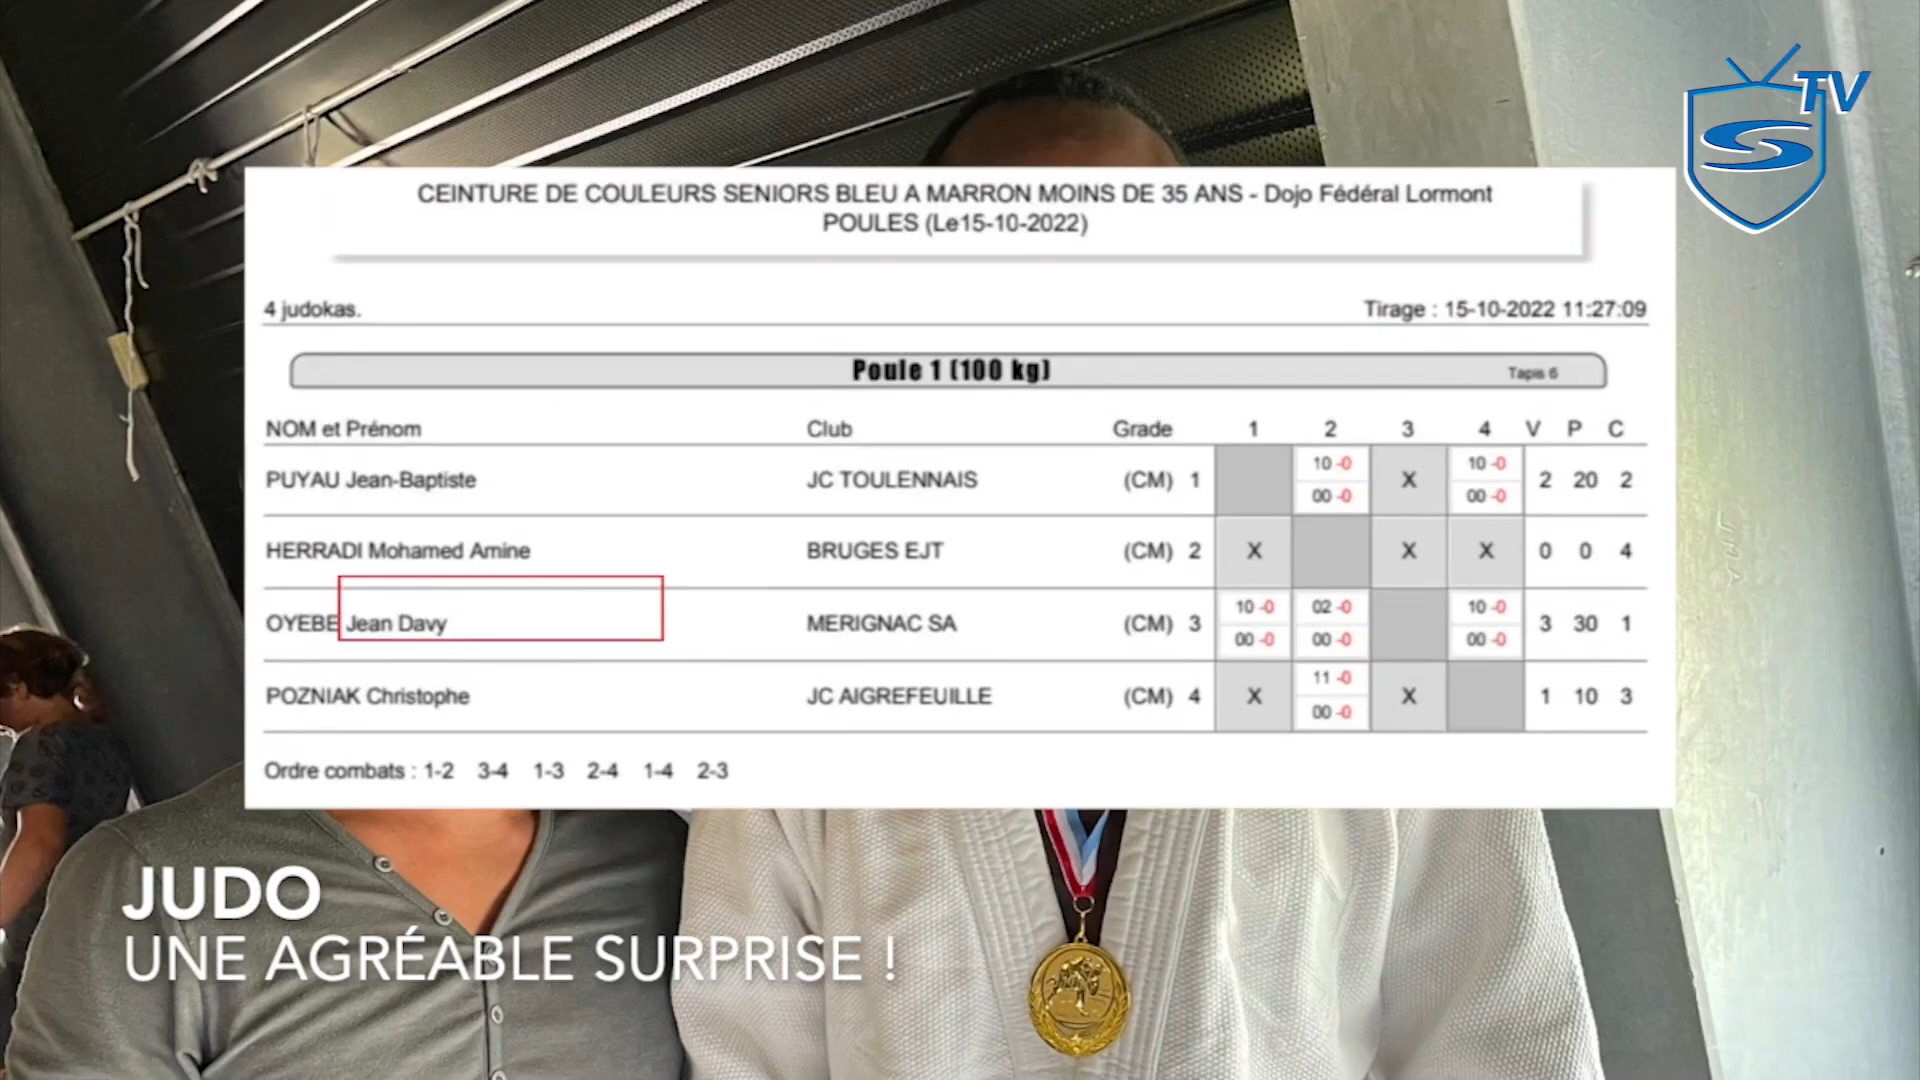 TV
S
CEINTURE DE COULEURS SENIORS BLEU A MARRON MOINS DE 35 ANS - Dojo Fédéral Lormont
POULES (Le15-10-2022)
4 judokas. Tirage : 15-10-2022 11:27:09
Poule 1 (100 kg) Tapis 6
NOM et Prénom Club Grade 1 2 3 4 V P C
PUYAU Jean-Baptiste JC TOULENNAIS (CM) 1 10 -0 00 -0 X 10 -0 00 -0 2 20 2
HERRADI Mohamed Amine BRUGES EJT (CM) 2 X X X 0 0 4
OYEBE Jean Davy MERIGNAC SA (CM) 3 10 -0 00 -0 02 -0 00 -0 10 -0 00 -0 3 30 1
POZNIAK Christophe JC AIGREFEUILLE (CM) 4 X 11 -0 00 -0 X 1 10 3
Ordre combats : 1-2 3-4 1-3 2-4 1-4 2-3
JUDO
UNE AGRÉABLE SURPRISE !